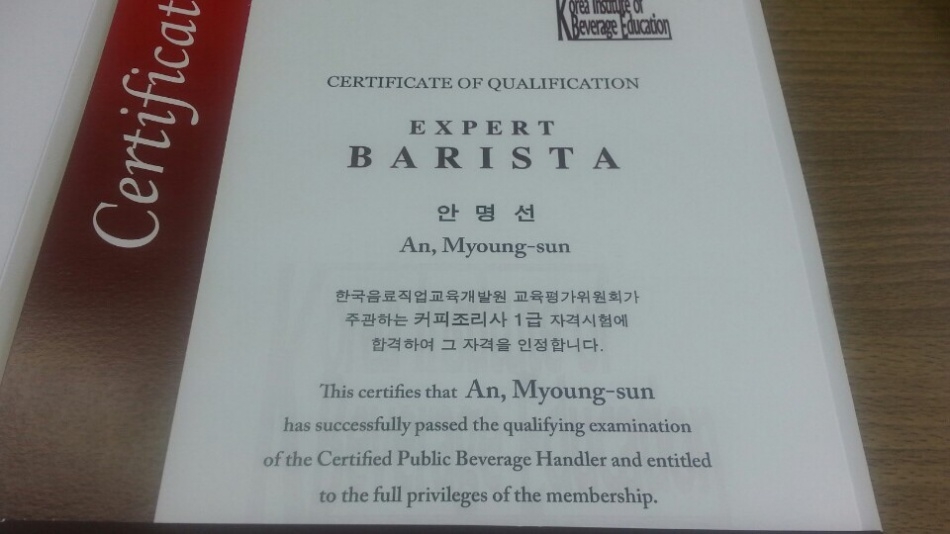 Korea Institute of
Beverage Education
Certificat
CERTIFICATE OF QUALIFICATION
EXPERT
BARISTA
안 명 선
An, Myoung-sun
한국음료직업교육개발원 교육평가위원회가
주관하는 커피조리사 1급 자격시험에
합격하여 그 자격을 인정합니다.
This certifies that An, Myoung-sun
has successfully passed the qualifying examination
of the Certified Public Beverage Handler and entitled
to the full privileges of the membership.